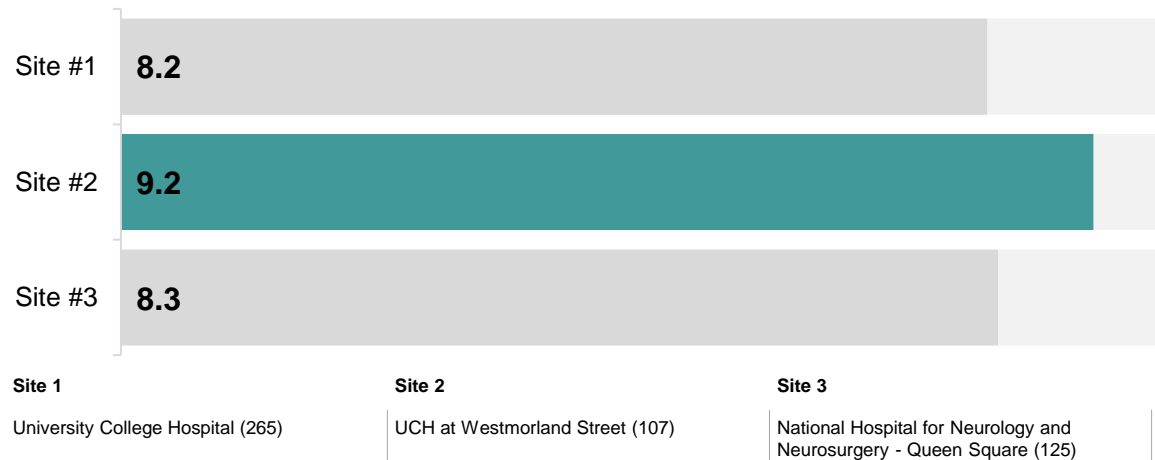 Site #1
8.2
Site #2
9.2
Site #3
8.3
Site 1
University College Hospital (265)
Site 2
UCH at Westmorland Street (107)
Site 3
National Hospital for Neurology and
Neurosurgery - Queen Square (125)